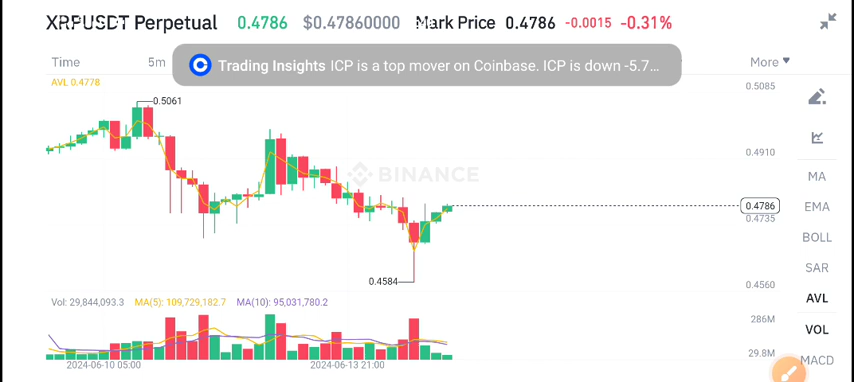 XRPUSDT Perpetual 0.4786 $0.47860000 Mark Price 0.4786 -0.0015 -0.31%
Time 5m More
Trading Insights ICP is a top mover on Coinbase. ICP is down -5.7...
AVL 0.4778
0.5085
0.5061
0.4910
MA
BINANCE
0.4786
EMA
0.4735
BOLL
SAR
0.4584
0.4560
AVL
Vol: 29,844,093.3 MA(5): 109,729,182.7 MA(10): 95,031,780.2
286M
VOL
29.8M
MACD
2024-06-10 05:00 2024-06-13 21:00